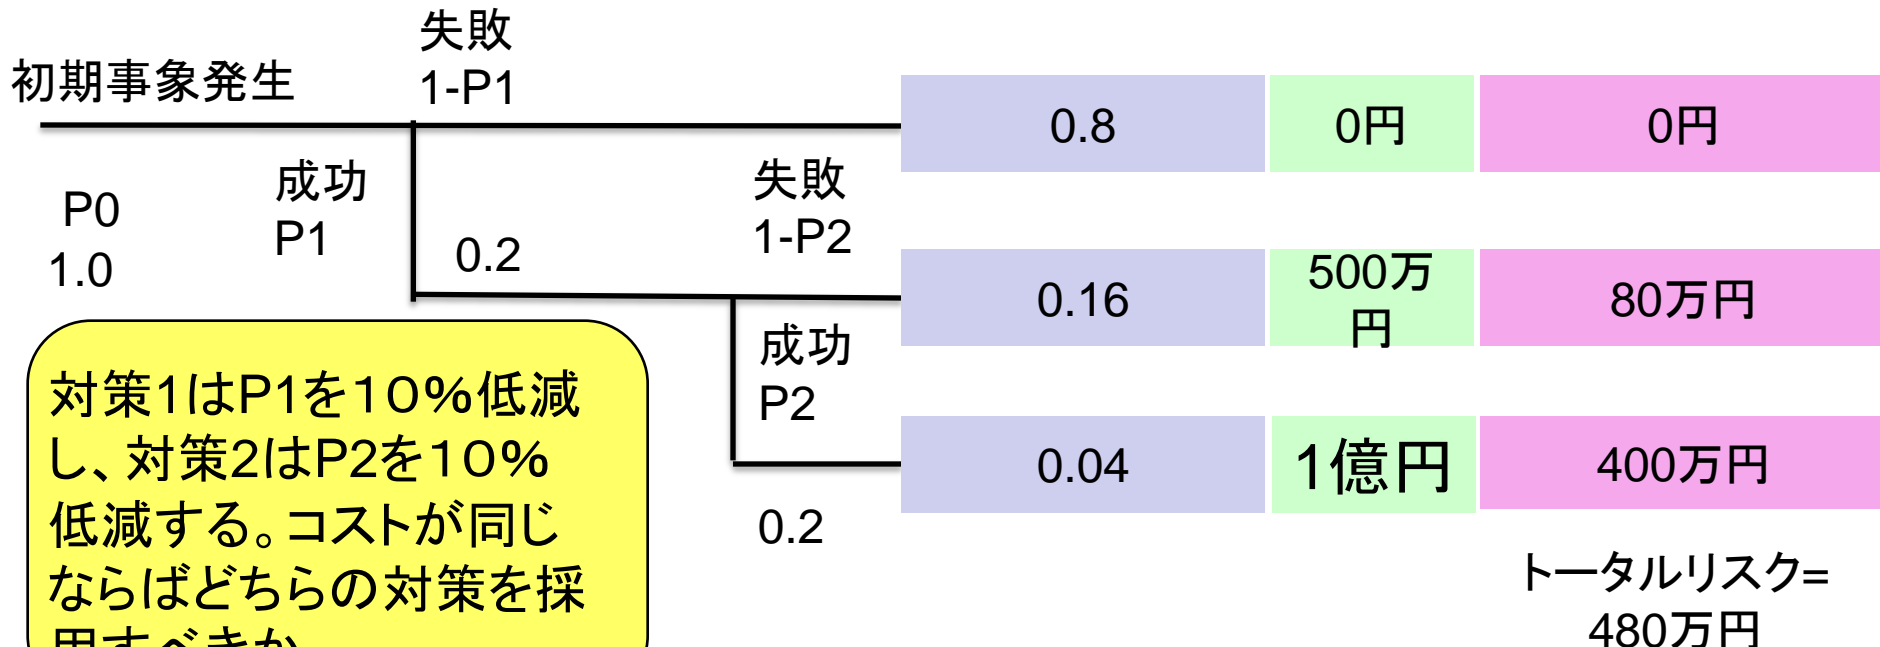 失敗
1-P1
初期事象発生
0.8
0円
0円
P0
1.0
成功
P1
0.2
失敗
1-P2
0.16
500万
円
80万円
成功
P2
0.2
0.04
1億円
400万円
対策1はP1を１０％低減
し、対策2はP2を１０％
低減する。コストが同じ
ならばどちらの対策を採
用すべきか
トータルリスク=
480万円